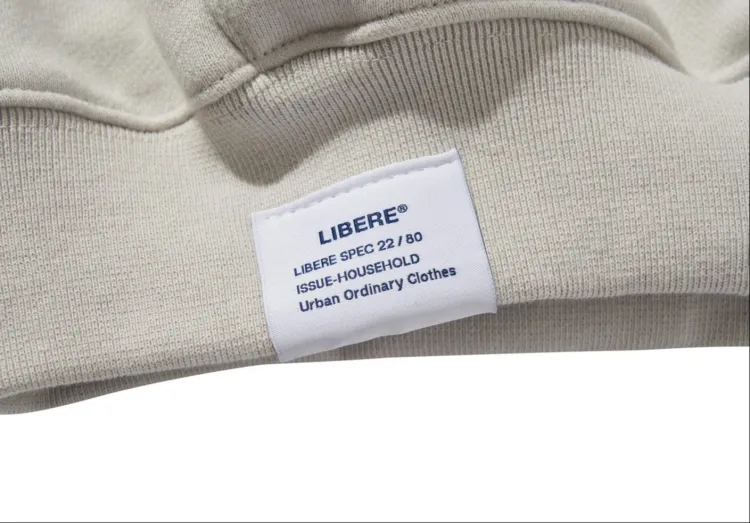 LIBERE®
LIBERE SPEC 22 / 80
ISSUE-HOUSEHOLD
Urban Ordinary Clothes